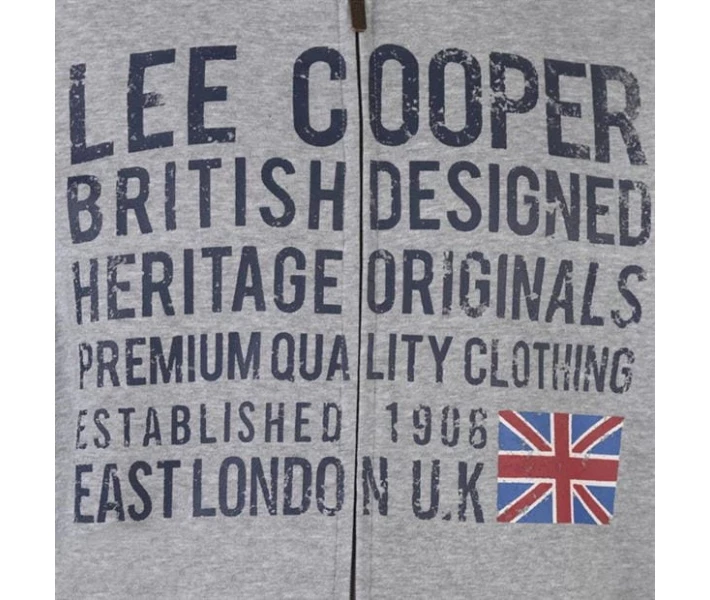 LEE COOPER
BRITISH DESIGNED
HERITAGE ORIGINALS
PREMIUM QUALITY CLOTHING
ESTABLISHED 1908
EAST LONDON U.K